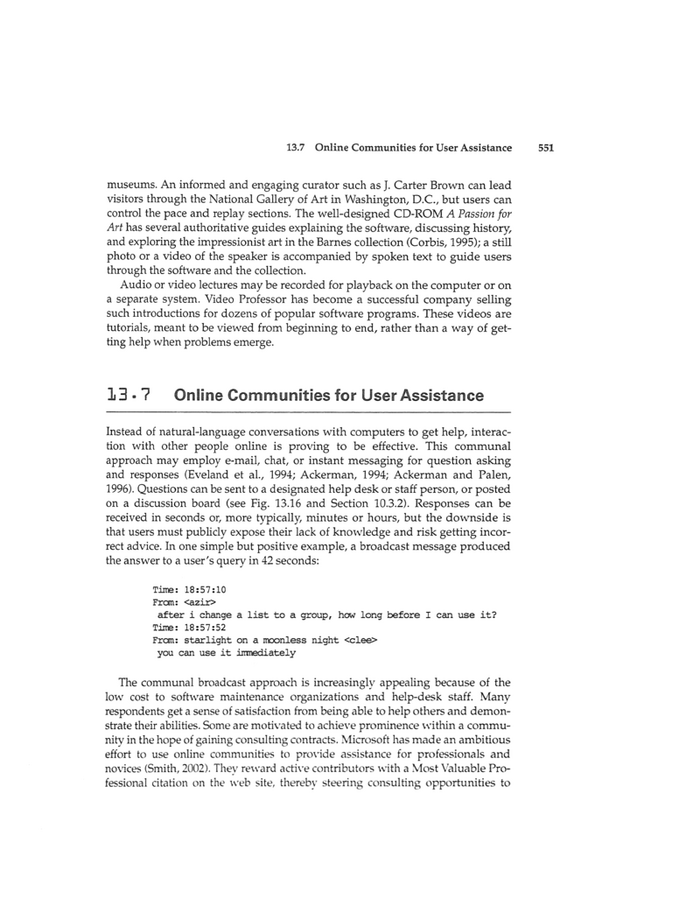 13.7 Online Communities for User Assistance 551
museums. An informed and engaging curator such as J. Carter Brown can lead
visitors through the National Gallery of Art in Washington, D.C., but users can
control the pace and replay sections. The well-designed CD-ROM A Passion for
Art has several authoritative guides explaining the software, discussing history,
and exploring the impressionist art in the Barnes collection (Corbis, 1995); a still
photo or a video of the speaker is accompanied by spoken text to guide users
through the software and the collection.
Audio or video lectures may be recorded for playback on the computer or on
a separate system. Video Professor has become a successful company selling
such introductions for dozens of popular software programs. These videos are
tutorials, meant to be viewed from beginning to end, rather than a way of get-
ting help when problems emerge.
13.7 Online Communities for User Assistance
Instead of natural-language conversations with computers to get help, interac-
tion with other people online is proving to be effective. This communal
approach may employ e-mail, chat, or instant messaging for question asking
and responses (Eveland et al., 1994; Ackerman, 1994; Ackerman and Palen,
1996). Questions can be sent to a designated help desk or staff person, or posted
on a discussion board (see Fig. 13.16 and Section 10.3.2). Responses can be
received in seconds or, more typically, minutes or hours, but the downside is
that users must publicly expose their lack of knowledge and risk getting incor-
rect advice. In one simple but positive example, a broadcast message produced
the answer to a user's query in 42 seconds:
Time: 18:57:10
From: <azir>
after i change a list to a group, how long before I can use it?
Time: 18:57:52
From: starlight on a moonless night <clee>
you can use it immediately
The communal broadcast approach is increasingly appealing because of the
low cost to software maintenance organizations and help-desk staff. Many
respondents get a sense of satisfaction from being able to help others and demon-
strate their abilities. Some are motivated to achieve prominence within a commu-
nity in the hope of gaining consulting contracts. Microsoft has made an ambitious
effort to use online communities to provide assistance for professionals and
novices (Smith, 2002). They reward active contributors with a Most Valuable Pro-
fessional citation on the web site, thereby steering consulting opportunities to